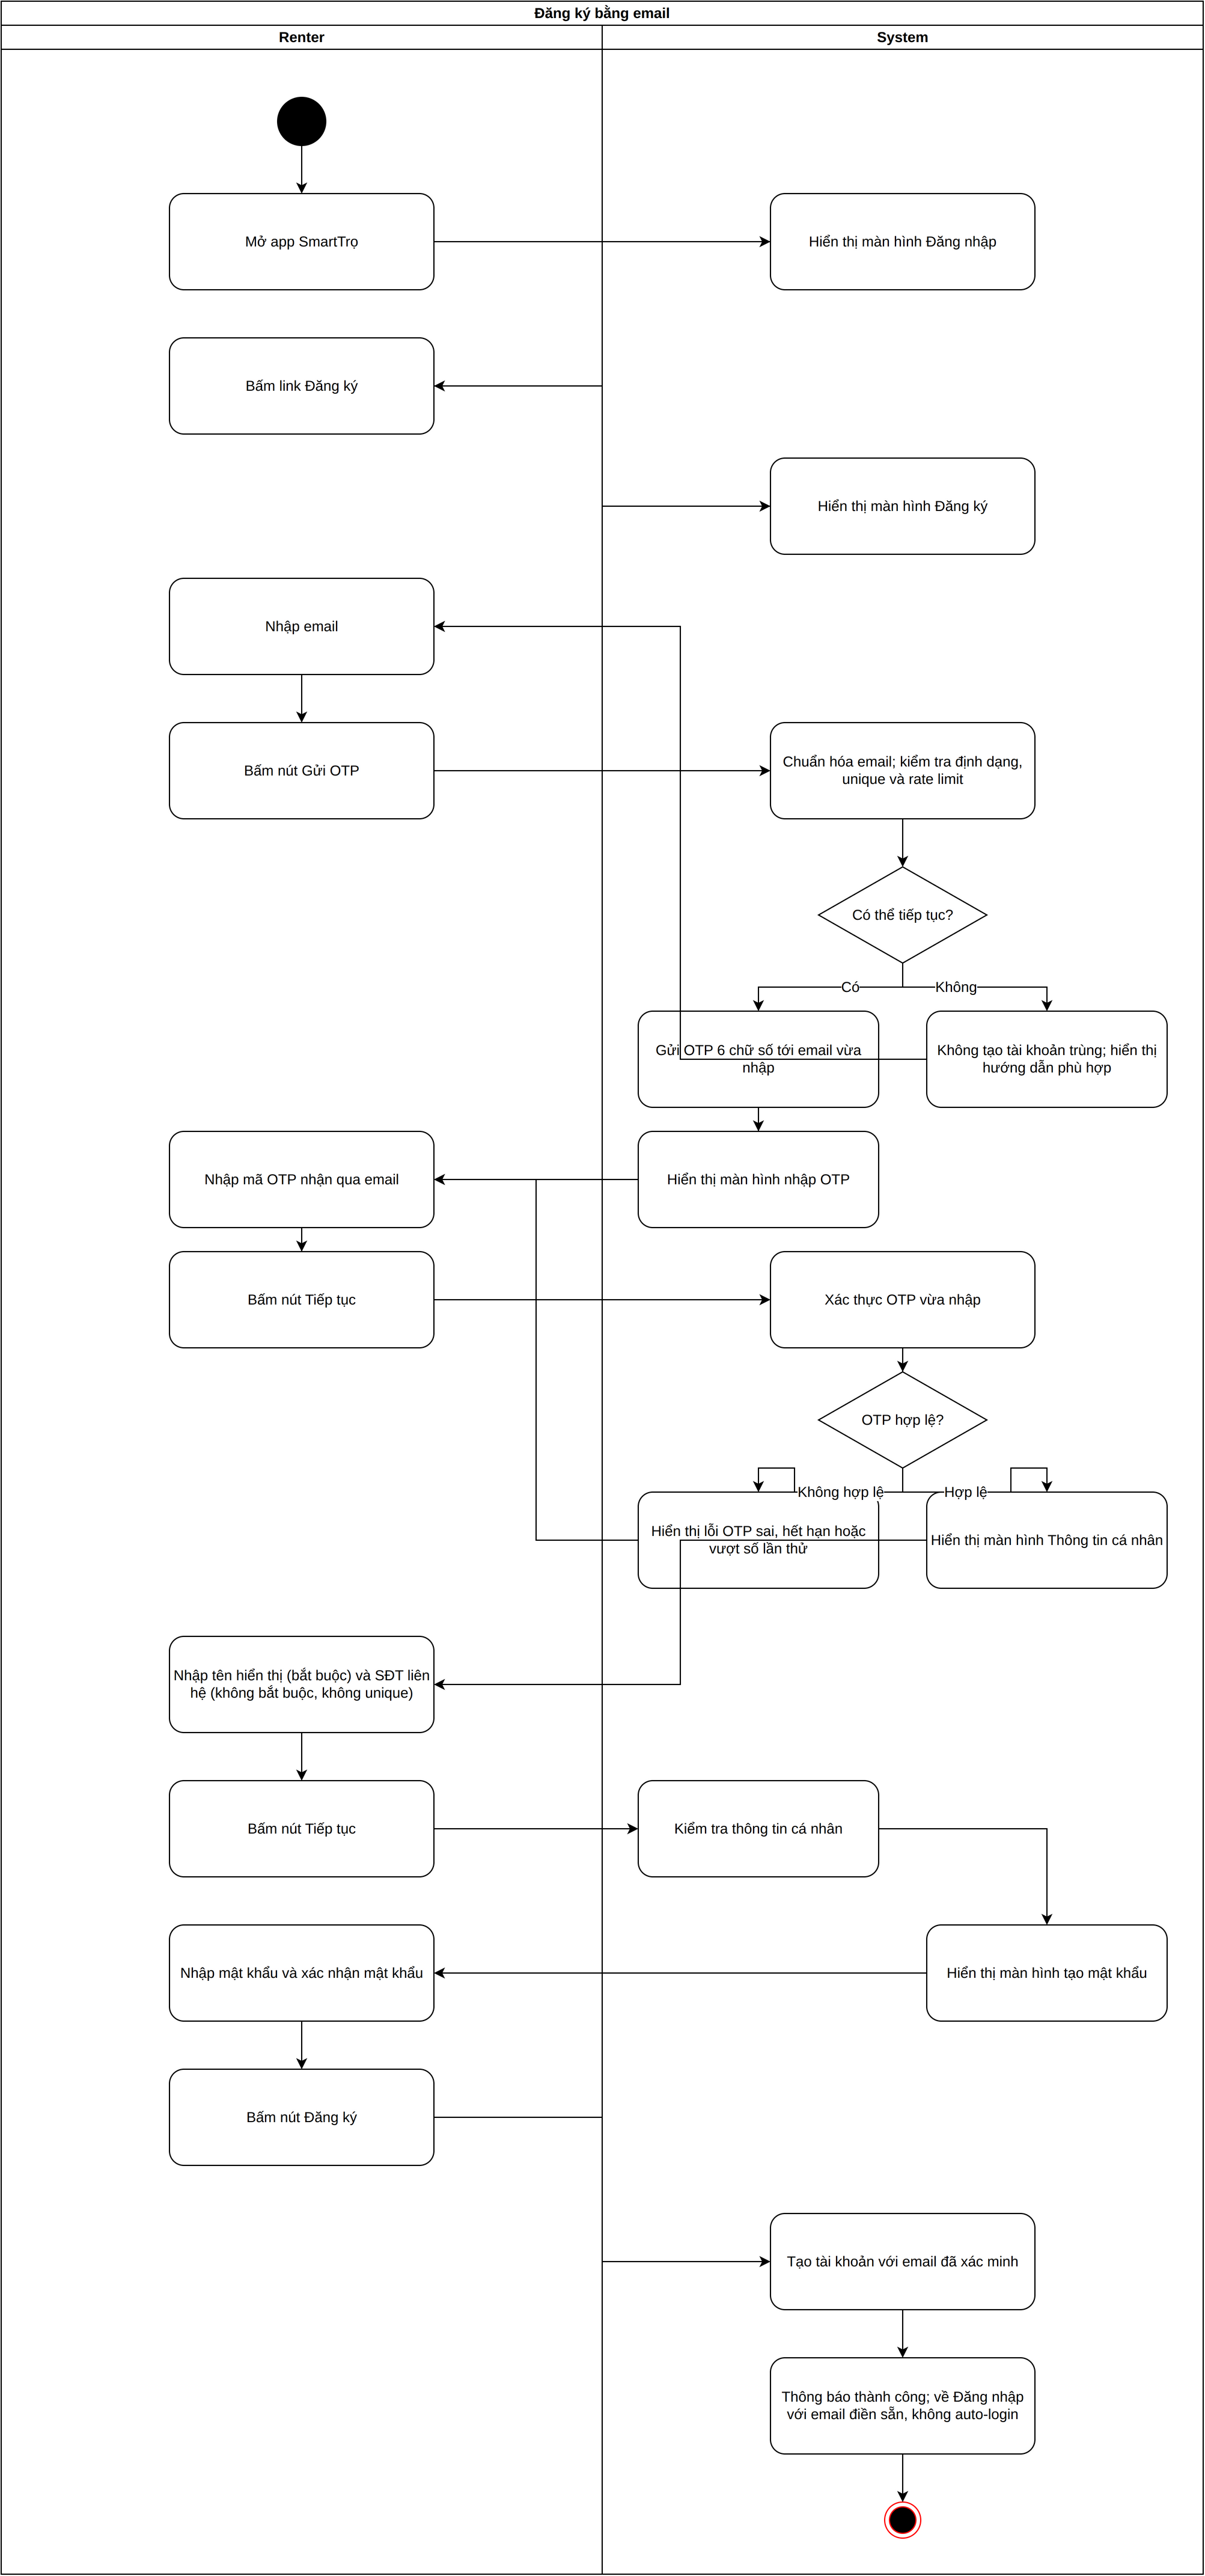 Đăng ký bằng email
Renter
System
Mở app SmartTrọ
Hiển thị màn hình Đăng nhập
Bấm link Đăng ký
Hiển thị màn hình Đăng ký
Nhập email
Bấm nút Gửi OTP
Chuẩn hóa email; kiểm tra định dạng,
unique và rate limit
Có thể tiếp tục?
Có
Không
Gửi OTP 6 chữ số tới email vừa
nhập
Không tạo tài khoản trùng; hiển thị
hướng dẫn phù hợp
Nhập mã OTP nhận qua email
Hiển thị màn hình nhập OTP
Bấm nút Tiếp tục
Xác thực OTP vừa nhập
OTP hợp lệ?
Không hợp lệ
Hợp lệ
Hiển thị lỗi OTP sai, hết hạn hoặc
vượt số lần thử
Hiển thị màn hình Thông tin cá nhân
Nhập tên hiển thị (bắt buộc) và SĐT liên
hệ (không bắt buộc, không unique)
Bấm nút Tiếp tục
Kiểm tra thông tin cá nhân
Nhập mật khẩu và xác nhận mật khẩu
Hiển thị màn hình tạo mật khẩu
Bấm nút Đăng ký
Tạo tài khoản với email đã xác minh
Thông báo thành công; về Đăng nhập
với email điền sẵn, không auto-login